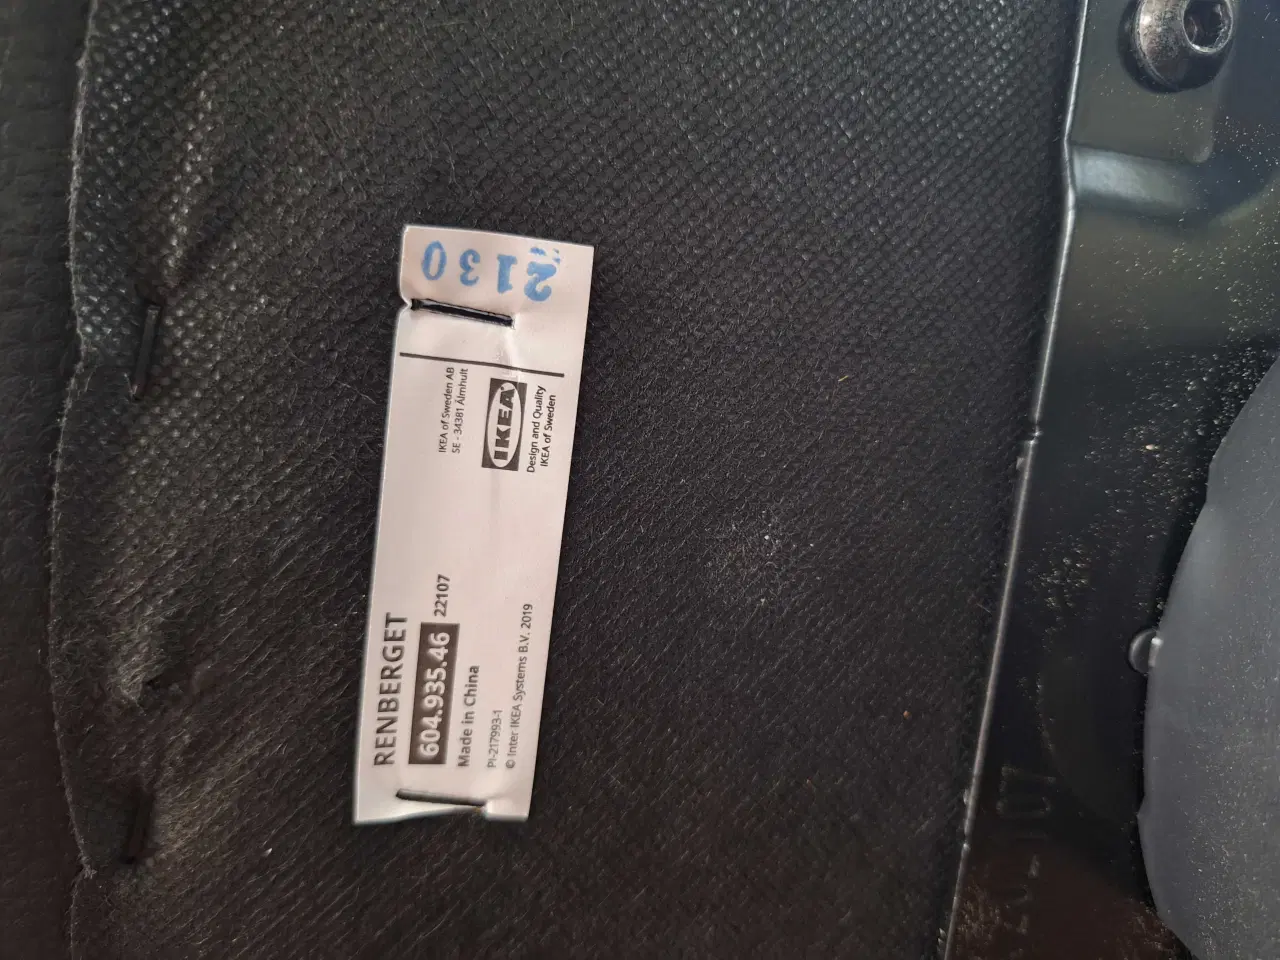 RENBERGET
604.935.46 22107
Made in China
PI-217993-1
© Inter IKEA Systems B.V. 2019
IKEA of Sweden AB
SE - 34381 Älmhult
IKEA
Design and Quality
IKEA of Sweden
2130